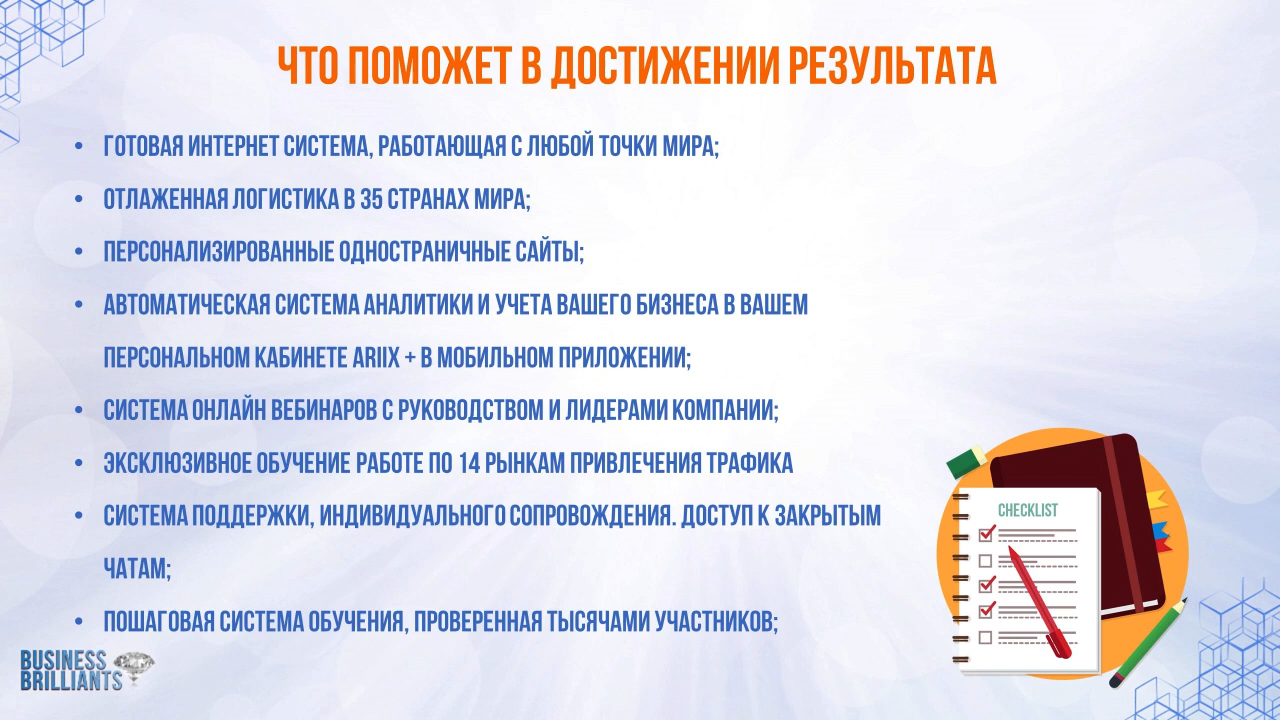 ЧТО ПОМОЖЕТ В ДОСТИЖЕНИИ РЕЗУЛЬТАТА
• ГОТОВАЯ ИНТЕРНЕТ СИСТЕМА, РАБОТАЮЩАЯ С ЛЮБОЙ ТОЧКИ МИРА;
• ОТЛАЖЕННАЯ ЛОГИСТИКА В 35 СТРАНАХ МИРА;
• ПЕРСОНАЛИЗИРОВАННЫЕ ОДНОСТРАНИЧНЫЕ САЙТЫ;
• АВТОМАТИЧЕСКАЯ СИСТЕМА АНАЛИТИКИ И УЧЕТА ВАШЕГО БИЗНЕСА В ВАШЕМ
ПЕРСОНАЛЬНОМ КАБИНЕТЕ ARIIX + В МОБИЛЬНОМ ПРИЛОЖЕНИИ;
• СИСТЕМА ОНЛАЙН ВЕБИНАРОВ С РУКОВОДСТВОМ И ЛИДЕРАМИ КОМПАНИИ;
• ЭКСКЛЮЗИВНОЕ ОБУЧЕНИЕ РАБОТЕ ПО 14 РЫНКАМ ПРИВЛЕЧЕНИЯ ТРАФИКА
• СИСТЕМА ПОДДЕРЖКИ, ИНДИВИДУАЛЬНОГО СОПРОВОЖДЕНИЯ. ДОСТУП К ЗАКРЫТЫМ
ЧАТАМ;
• ПОШАГОВАЯ СИСТЕМА ОБУЧЕНИЯ, ПРОВЕРЕННАЯ ТЫСЯЧАМИ УЧАСТНИКОВ;
CHECKLIST
BUSINESS
BRILLIANTS